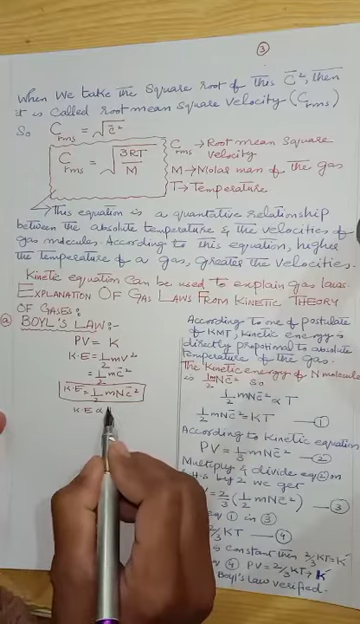 3
When We take the Square root of this C̄², then
it is called root mean square velocity (Crms)
So Crms = √c̄²
Crms = √3RT/M
Crms → Root mean square
velocity
M → Molar mass of the gas
T → Temperature
This equation is a quantative relationship
between the absolute temperature & the velocities of
gas molecules. According to this equation, higher
the temperature of a gas, greater the velocities.
Kinetic equation can be used to explain gas laws.
EXPLANATION OF GAS LAWS FROM KINETIC THEORY
OF GASES:
BOYL'S LAW:-
PV = K
K.E = 1/2 mv²
= 1/2 mc̄²
K.E = 1/2 mNc̄²
K.E ∝
According to one of postulate
of KMT, Kinetic energy is
directly proptional to absolute
temperature of the gas.
The Kinetic energy of N molecules
is 1/2 mNc̄² so
1/2 mNc̄² ∝ T
1/2 mNc̄² = KT — 1
According to Kinetic equation
PV = 1/3 mNc̄² — 2
Multiply & divide eq 2 on
by 2 we get
= 2/3 (1/2 mNc̄²) — 3
eq 1 in 3
2/3 KT — 4
is constant then 2/3 KT = K
4 PV = 2/3 KT → K
Boyl's Law verified.